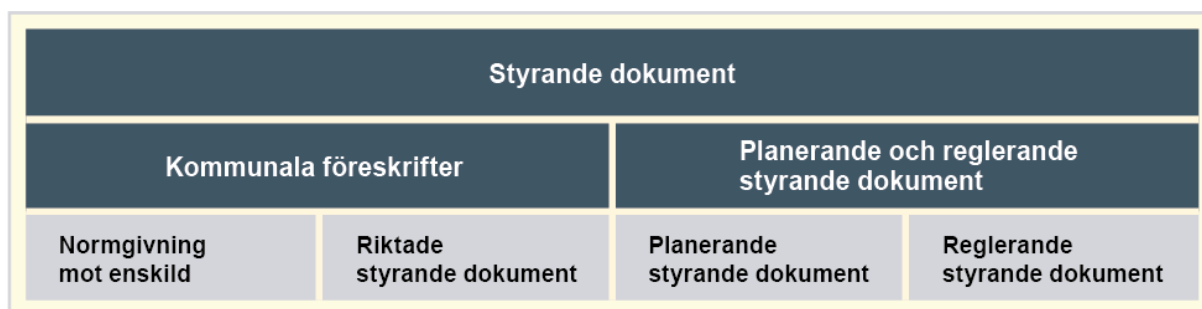 Styrande dokument
Kommunala föreskrifter
Planerande och reglerande
styrande dokument
Normgivning
mot enskild
Riktade
styrande dokument
Planerande
styrande dokument
Reglerande
styrande dokument